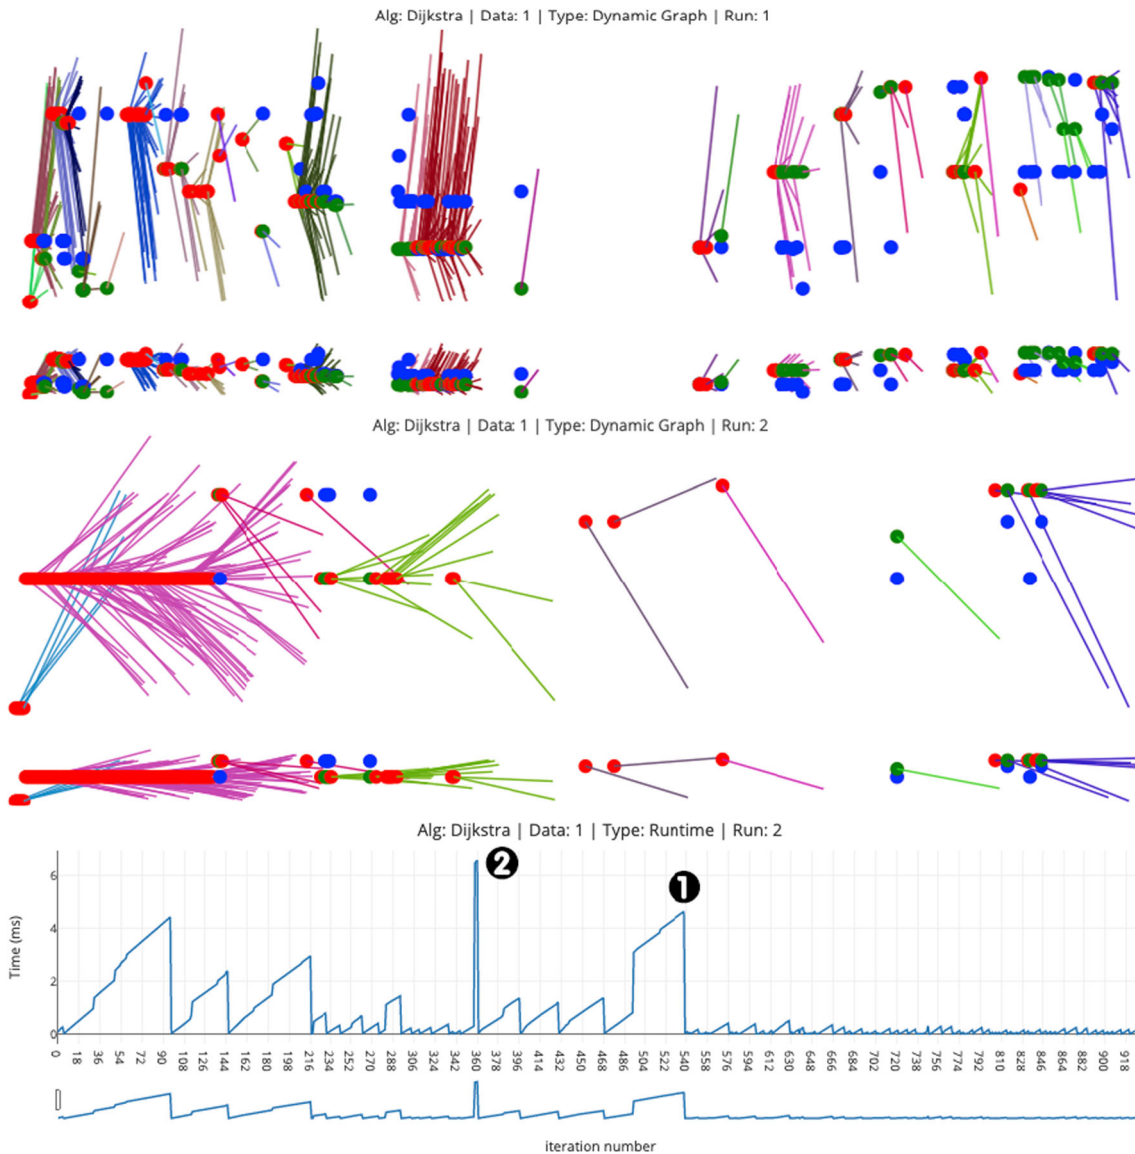 Alg: Dijkstra | Data: 1 | Type: Dynamic Graph | Run: 1
Alg: Dijkstra | Data: 1 | Type: Dynamic Graph | Run: 2
Alg: Dijkstra | Data: 1 | Type: Runtime | Run: 2
2
1
6
4
2
0
Time (ms)
0 18 36 54 72 90 108 126 144 162 180 198 216 234 252 270 288 306 324 342 360 378 396 414 432 450 468 486 504 522 540 558 576 594 612 630 648 666 684 702 720 738 756 774 792 810 828 846 864 882 900 918
iteration number